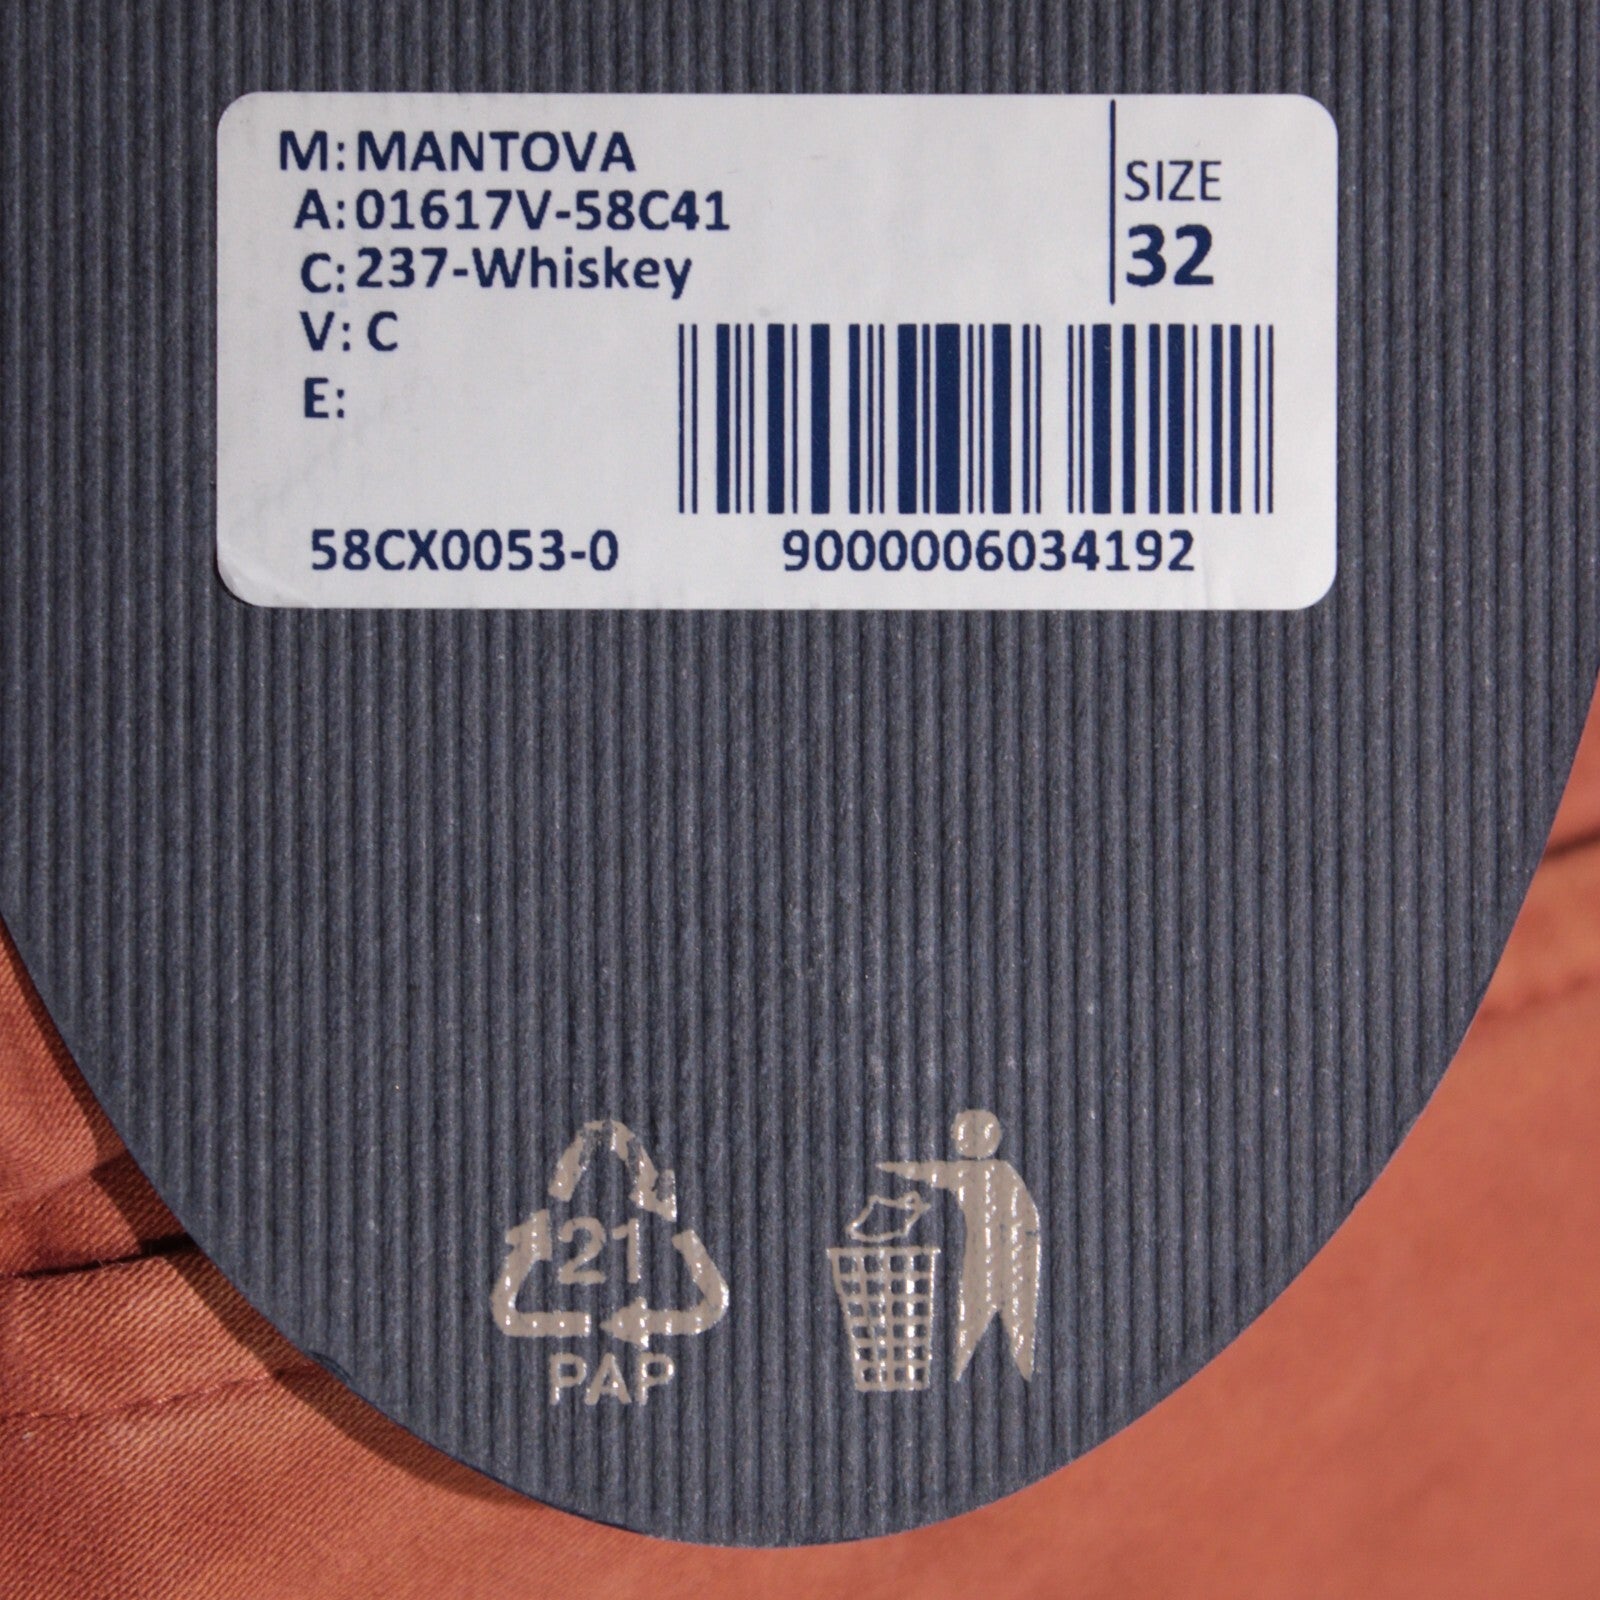 M: MANTOVA
A: 01617V-58C41
C: 237-Whiskey
V: C
E:
SIZE
32
58CX0053-0
9000006034192
21
PAP